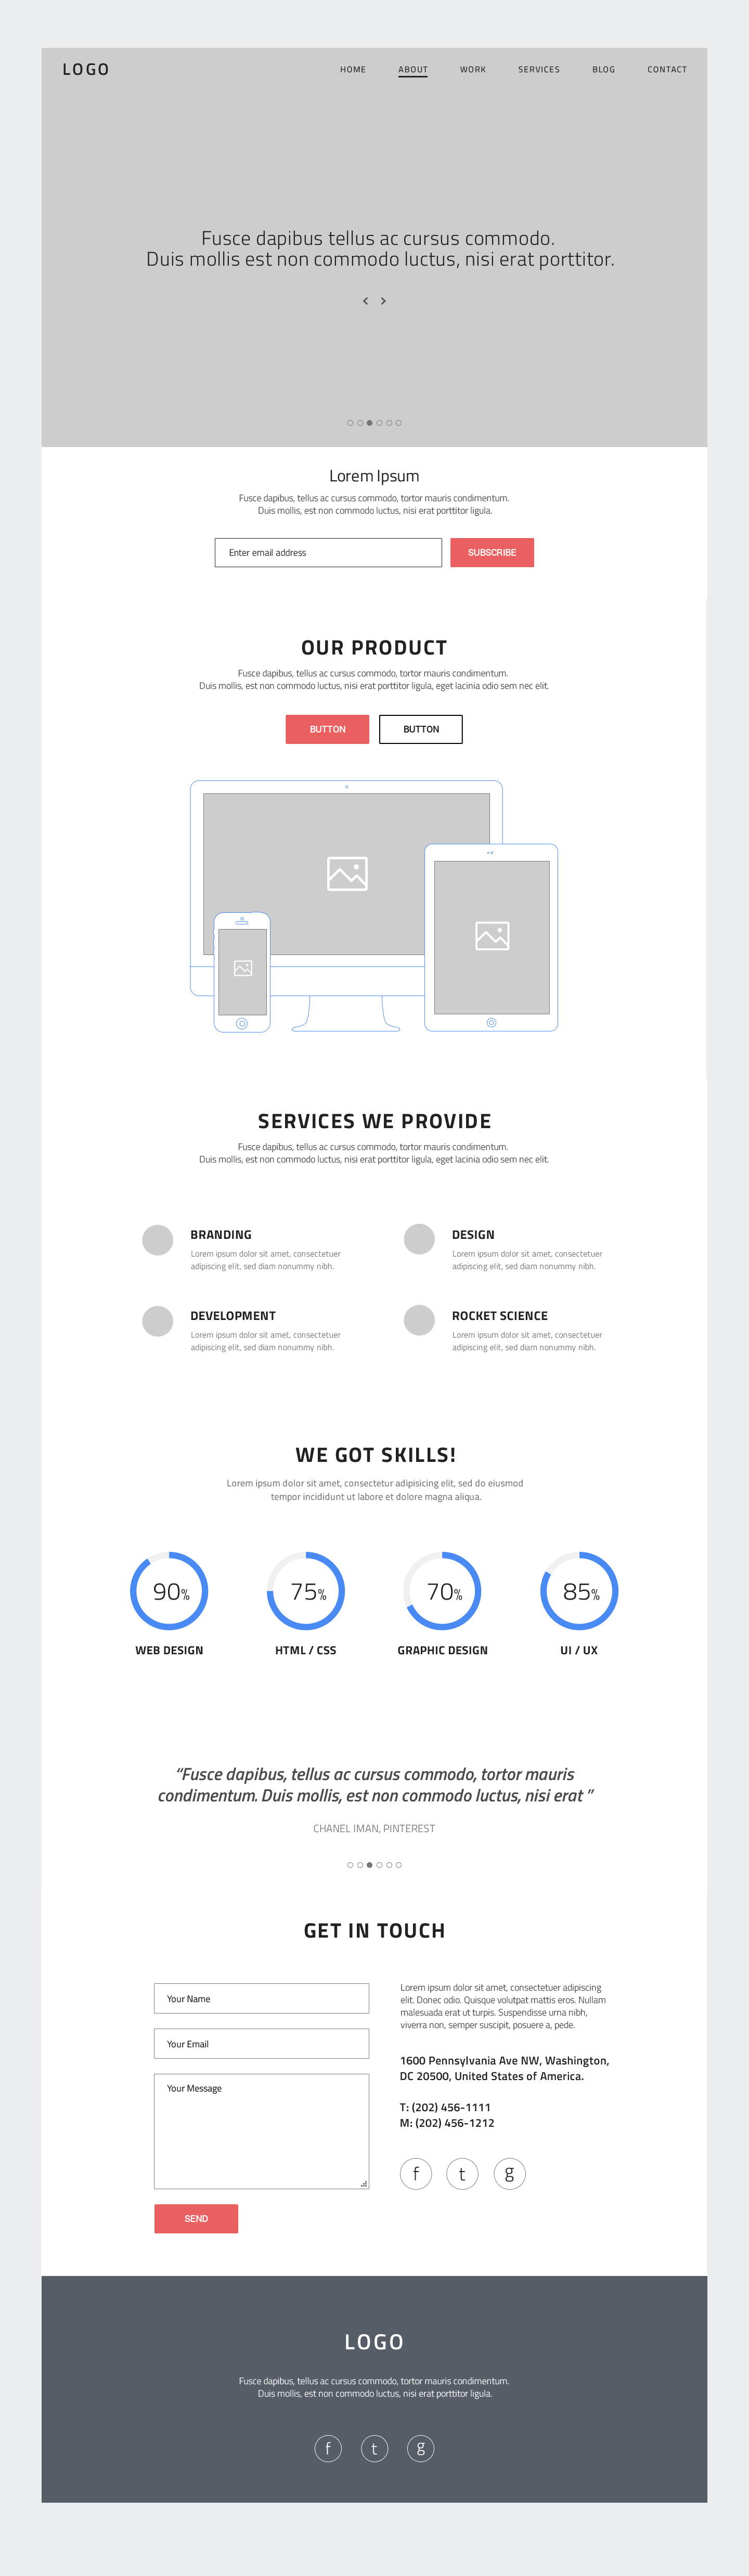 LOGO
HOME ABOUT WORK SERVICES BLOG CONTACT
Fusce dapibus tellus ac cursus commodo.
Duis mollis est non commodo luctus, nisi erat porttitor.
Lorem Ipsum
Fusce dapibus, tellus ac cursus commodo, tortor mauris condimentum.
Duis mollis, est non commodo luctus, nisi erat porttitor ligula.
Enter email address
SUBSCRIBE
OUR PRODUCT
Fusce dapibus, tellus ac cursus commodo, tortor mauris condimentum.
Duis mollis, est non commodo luctus, nisi erat porttitor ligula, eget lacinia odio sem nec elit.
BUTTON
BUTTON
SERVICES WE PROVIDE
Fusce dapibus, tellus ac cursus commodo, tortor mauris condimentum.
Duis mollis, est non commodo luctus, nisi erat porttitor ligula, eget lacinia odio sem nec elit.
BRANDING
Lorem ipsum dolor sit amet, consectetuer
adipiscing elit, sed diam nonummy nibh.
DESIGN
Lorem ipsum dolor sit amet, consectetuer
adipiscing elit, sed diam nonummy nibh.
DEVELOPMENT
Lorem ipsum dolor sit amet, consectetuer
adipiscing elit, sed diam nonummy nibh.
ROCKET SCIENCE
Lorem ipsum dolor sit amet, consectetuer
adipiscing elit, sed diam nonummy nibh.
WE GOT SKILLS!
Lorem ipsum dolor sit amet, consectetur adipisicing elit, sed do eiusmod
tempor incididunt ut labore et dolore magna aliqua.
90%
WEB DESIGN
75%
HTML / CSS
70%
GRAPHIC DESIGN
85%
UI / UX
“Fusce dapibus, tellus ac cursus commodo, tortor mauris
condimentum. Duis mollis, est non commodo luctus, nisi erat ”
CHANEL IMAN, PINTEREST
GET IN TOUCH
Your Name
Your Email
Your Message
SEND
Lorem ipsum dolor sit amet, consectetuer adipiscing
elit. Donec odio. Quisque volutpat mattis eros. Nullam
malesuada erat ut turpis. Suspendisse urna nibh,
viverra non, semper suscipit, posuere a, pede.
1600 Pennsylvania Ave NW, Washington,
DC 20500, United States of America.
T: (202) 456-1111
M: (202) 456-1212
f t g
LOGO
Fusce dapibus, tellus ac cursus commodo, tortor mauris condimentum.
Duis mollis, est non commodo luctus, nisi erat porttitor ligula.
f t g